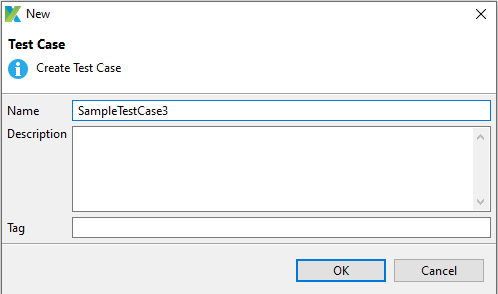 New
Test Case
Create Test Case
Name SampleTestCase3
Description
Tag
OK Cancel